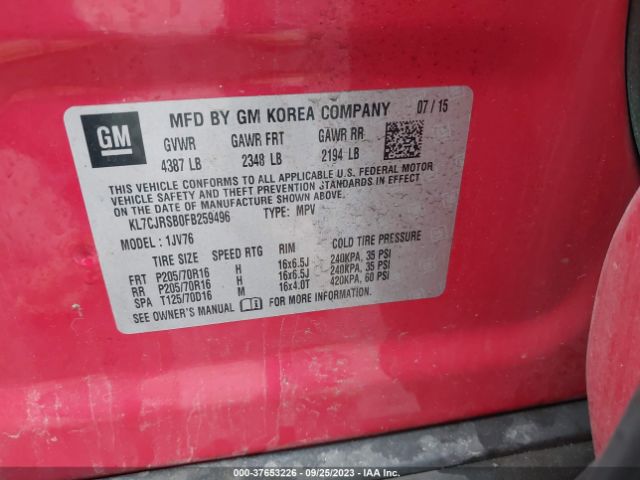 GM
MFD BY GM KOREA COMPANY 07/15
GVWR GAWR FRT GAWR RR
4387 LB 2348 LB 2194 LB
THIS VEHICLE CONFORMS TO ALL APPLICABLE U.S. FEDERAL MOTOR
VEHICLE SAFETY AND THEFT PREVENTION STANDARDS IN EFFECT
ON THE DATE OF MANUFACTURE SHOWN ABOVE.
KL7CJRSB0FB259496 TYPE: MPV
MODEL: 1JV76
TIRE SIZE SPEED RTG RIM COLD TIRE PRESSURE
FRT P205/70R16 H 16x6.5J 240KPA, 35 PSI
RR P205/70R16 H 16x6.5J 240KPA, 35 PSI
SPA T125/70D16 M 16x4.0T 420KPA, 60 PSI
SEE OWNER'S MANUAL FOR MORE INFORMATION.
000-37653226 - 09/25/2023 - IAA Inc.